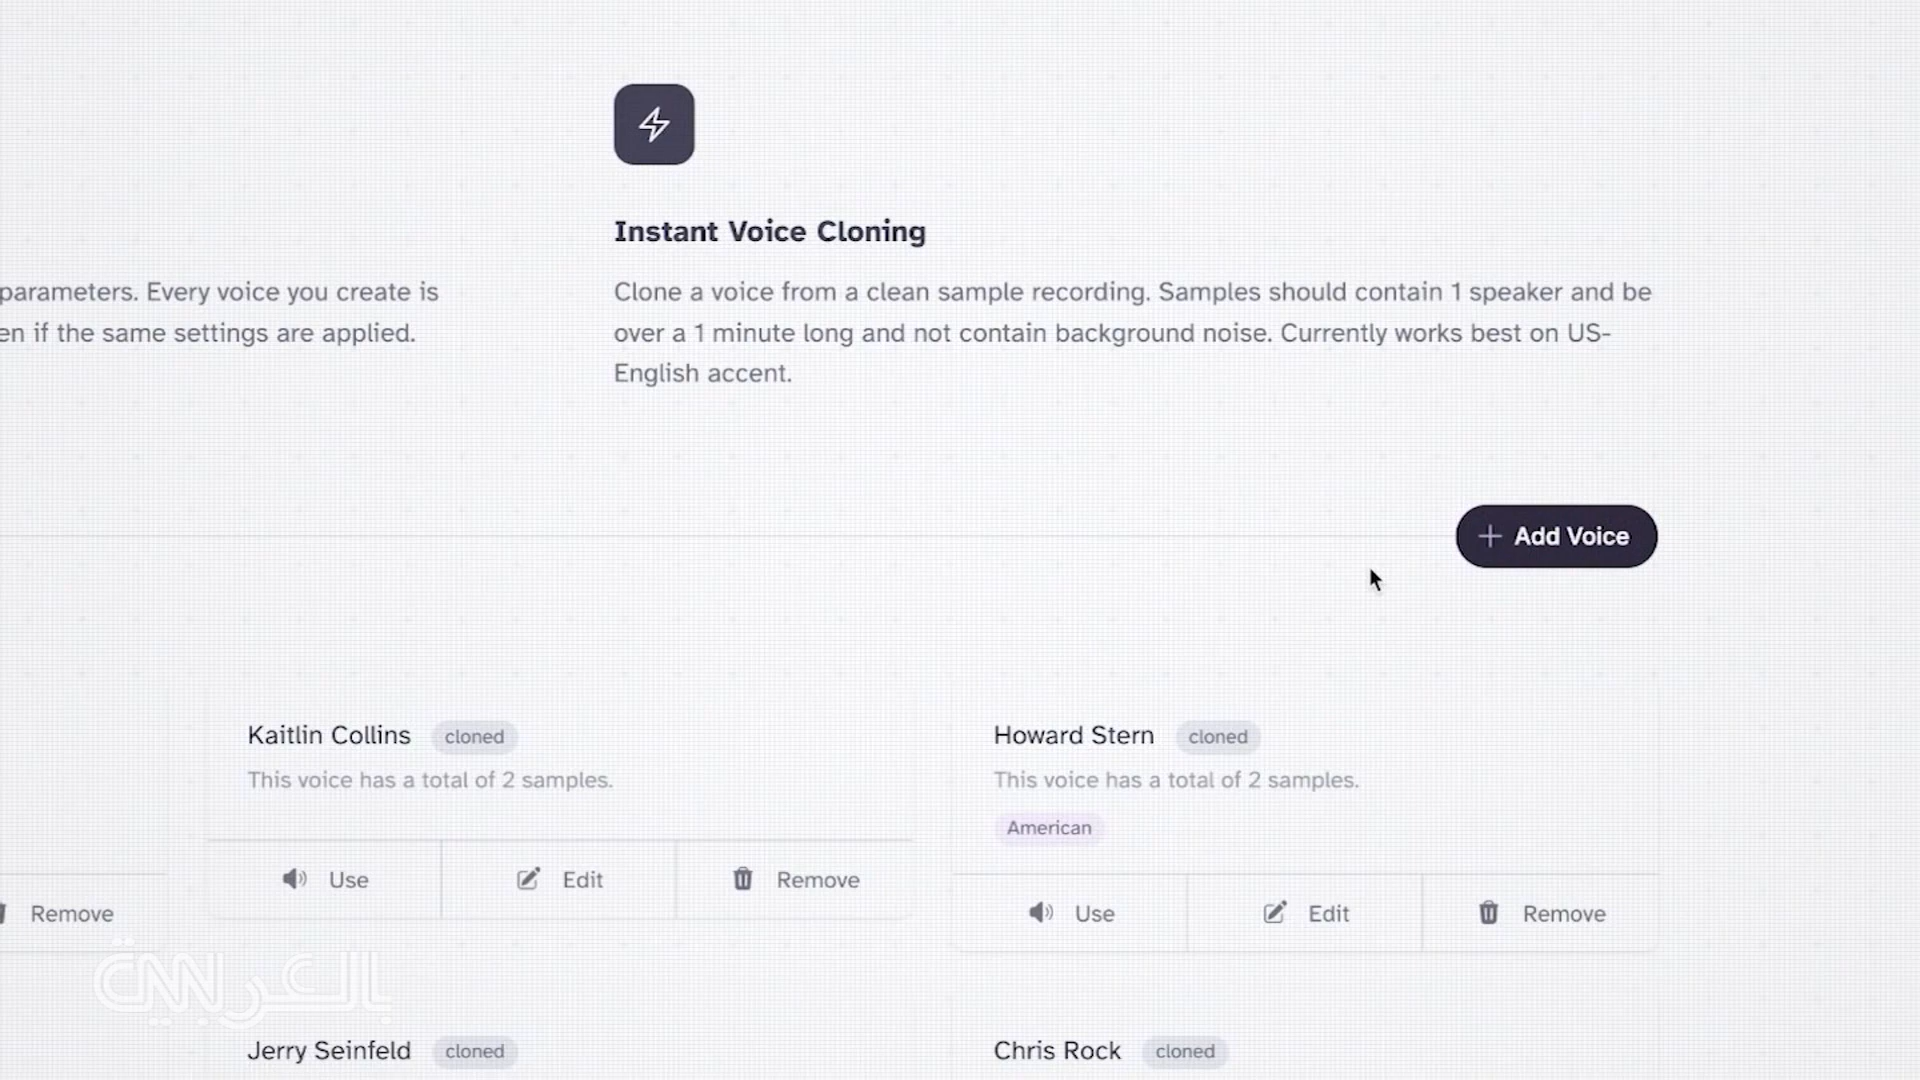 Instant Voice Cloning
parameters. Every voice you create is
en if the same settings are applied.
Clone a voice from a clean sample recording. Samples should contain 1 speaker and be
over a 1 minute long and not contain background noise. Currently works best on US-
English accent.
+ Add Voice
Kaitlin Collins cloned
This voice has a total of 2 samples.
Use Edit Remove
Howard Stern cloned
This voice has a total of 2 samples.
American
Use Edit Remove
Remove
CNN بالعربية
Jerry Seinfeld cloned
Chris Rock cloned